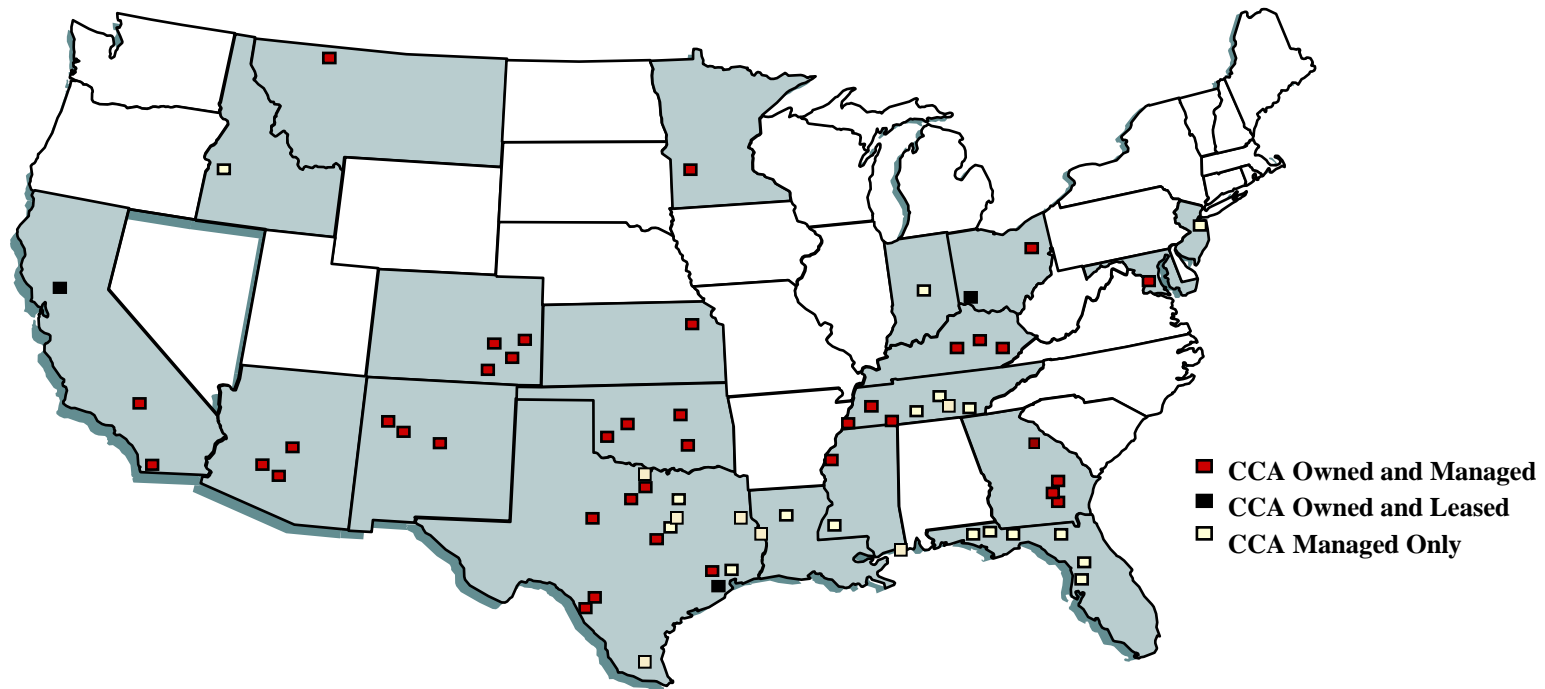 CCA Owned and Managed
CCA Owned and Leased
CCA Managed Only